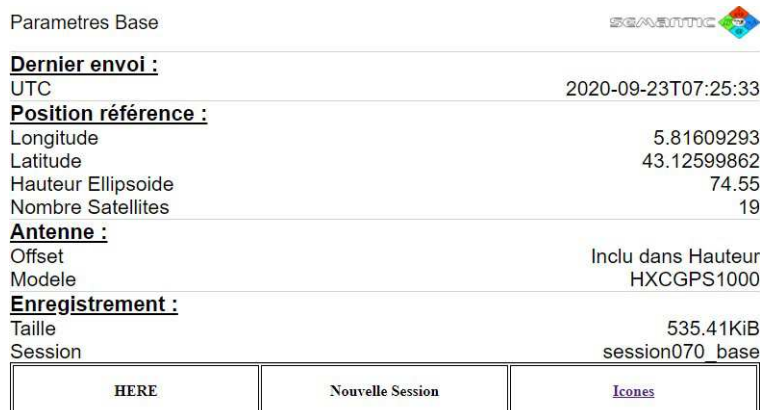 Parametres Base
SEMANTIC
Dernier envoi :
UTC 2020-09-23T07:25:33
Position référence :
Longitude 5.81609293
Latitude 43.12599862
Hauteur Ellipsoide 74.55
Nombre Satellites 19
Antenne :
Offset Inclu dans Hauteur
Modele HXCGPS1000
Enregistrement :
Taille 535.41KiB
Session session070_base
HERE Nouvelle Session Icones